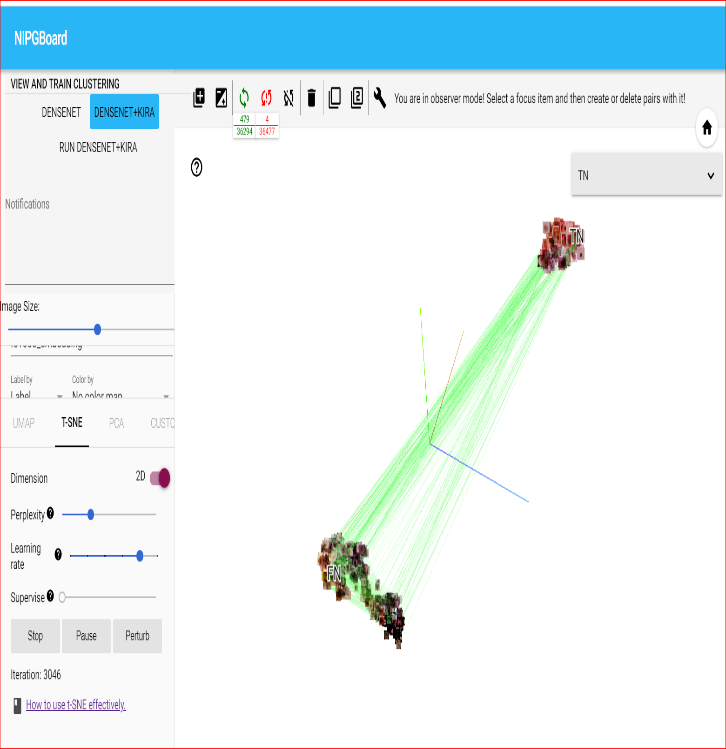 NIPGBoard
VIEW AND TRAIN CLUSTERING
DENSENET DENSENET+KIRA
RUN DENSENET+KIRA
Notifications
Image Size:
Label by Color by
Label No color map
UMAP T-SNE PCA CUSTO
Dimension 2D
Perplexity
Learning
rate
Supervise
Stop Pause Perturb
Iteration: 3046
How to use t-SNE effectively.
479 4
36294 36477
2
You are in observer mode! Select a focus item and then create or delete pairs with it!
TN
TN
FN